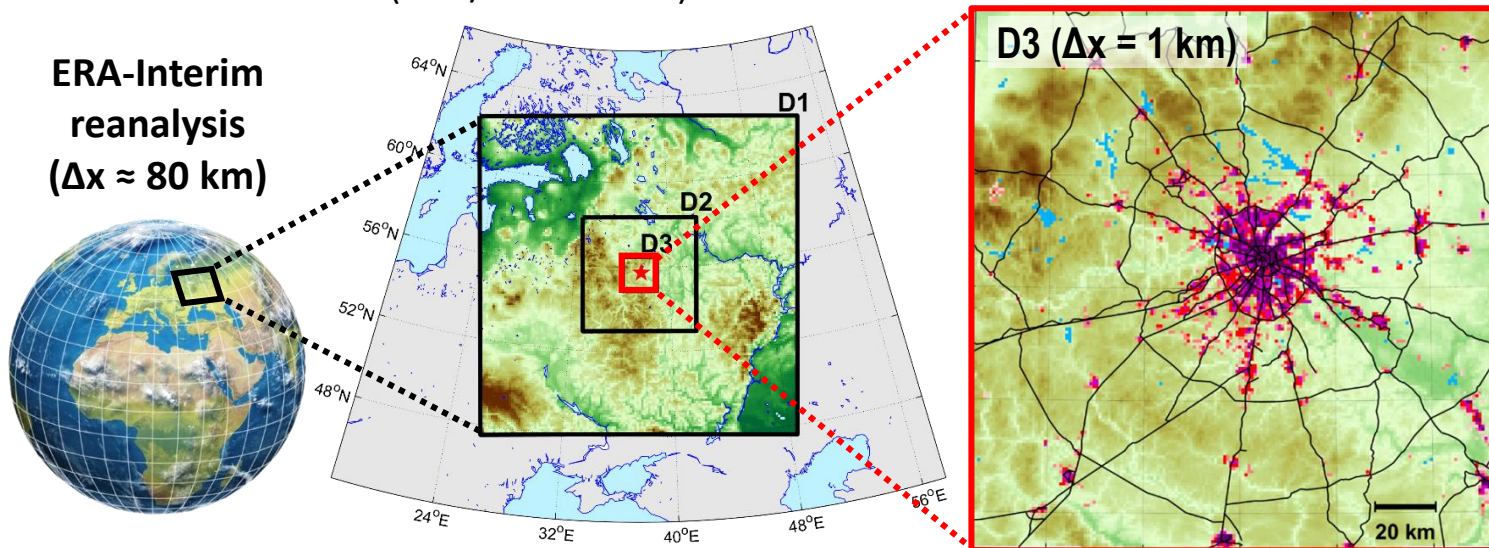 ERA-Interim
reanalysis
(Δx ≈ 80 km)
64°N
60°N
56°N
52°N
48°N
24°E
32°E
40°E
48°E
56°E
D1
D2
D3
D3 (Δx = 1 km)
20 km